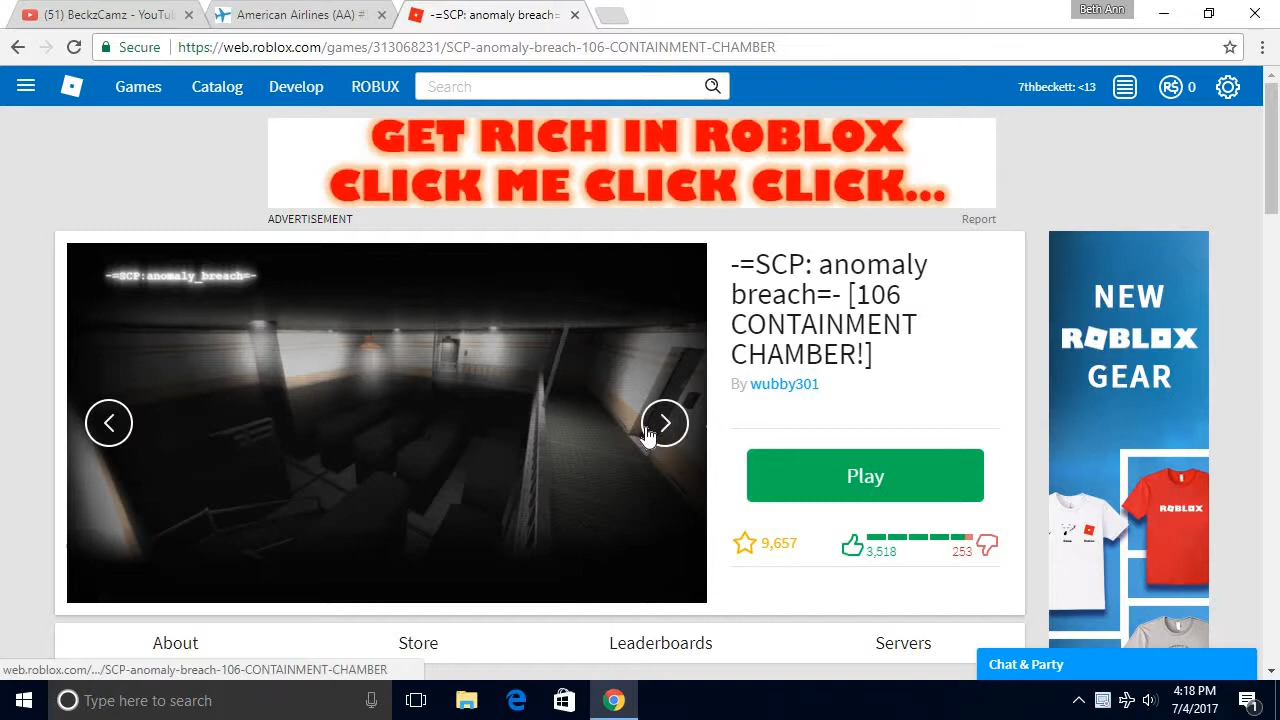 (51) BeckzCamz - YouTu
American Airlines (AA) #
-=SCP: anomaly breach=-
Beth Ann
Secure
https://web.roblox.com/games/313068231/SCP-anomaly-breach-106-CONTAINMENT-CHAMBER
Games
Catalog
Develop
ROBUX
Search
7thbeckett: <13
R$
0
GET RICH IN ROBLOX
CLICK ME CLICK CLICK...
ADVERTISEMENT
Report
-=SCP:anomaly_breach=-
-=SCP: anomaly
breach=- [106
CONTAINMENT
CHAMBER!]
By wubby301
Play
9,657
3,518
253
NEW
ROBLOX
GEAR
ROBLOX
About
Store
Leaderboards
Servers
Chat & Party
web.roblox.com/.../SCP-anomaly-breach-106-CONTAINMENT-CHAMBER
Type here to search
4:18 PM
7/4/2017
1